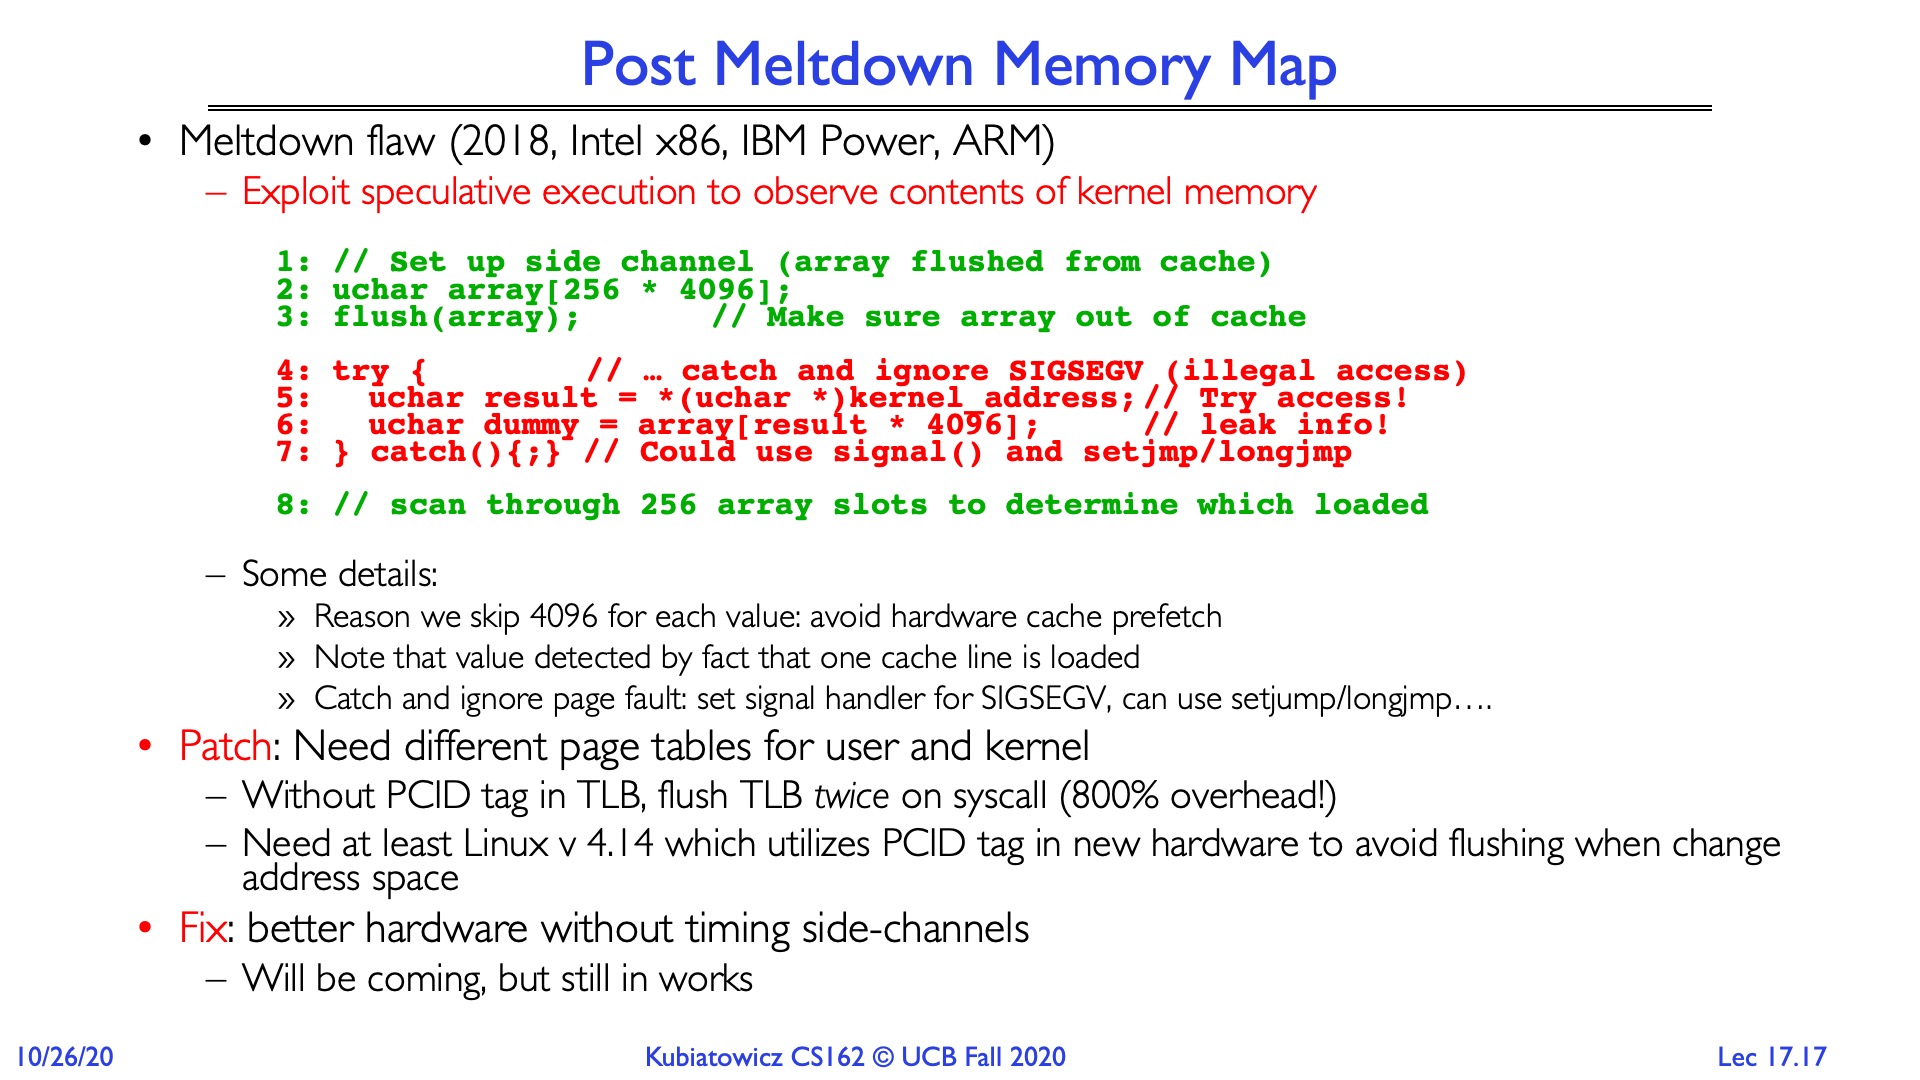 Post Meltdown Memory Map
• Meltdown flaw (2018, Intel x86, IBM Power, ARM)
– Exploit speculative execution to observe contents of kernel memory
1: // Set up side channel (array flushed from cache)
2: uchar array[256 * 4096];
3: flush(array); // Make sure array out of cache
4: try { // … catch and ignore SIGSEGV (illegal access)
5: uchar result = *(uchar *)kernel_address; // Try access!
6: uchar dummy = array[result * 4096]; // leak info!
7: } catch(){;} // Could use signal() and setjmp/longjmp
8: // scan through 256 array slots to determine which loaded
– Some details:
» Reason we skip 4096 for each value: avoid hardware cache prefetch
» Note that value detected by fact that one cache line is loaded
» Catch and ignore page fault: set signal handler for SIGSEGV, can use setjump/longjmp….
• Patch: Need different page tables for user and kernel
– Without PCID tag in TLB, flush TLB twice on syscall (800% overhead!)
– Need at least Linux v 4.14 which utilizes PCID tag in new hardware to avoid flushing when change
address space
• Fix: better hardware without timing side-channels
– Will be coming, but still in works
10/26/20
Kubiatowicz CS162 © UCB Fall 2020
Lec 17.17